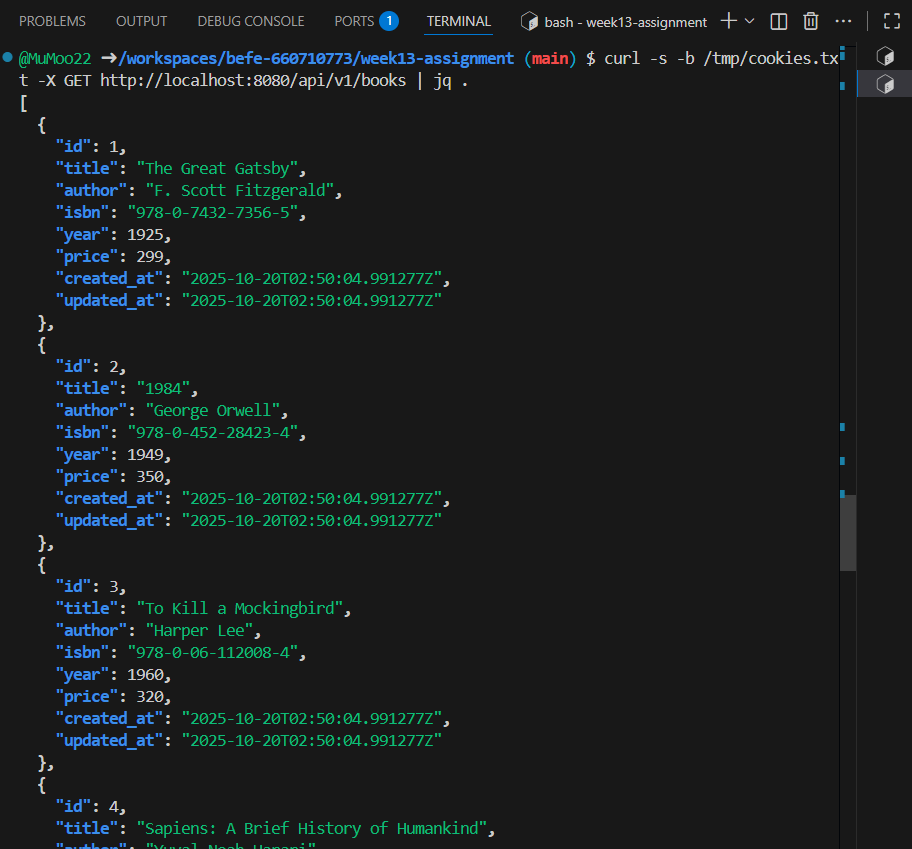 PROBLEMS OUTPUT DEBUG CONSOLE PORTS 1 TERMINAL bash - week13-assignment
@MuMoo22 ➜/workspaces/befe-660710773/week13-assignment (main) $ curl -s -b /tmp/cookies.tx
t -X GET http://localhost:8080/api/v1/books | jq .
[
  {
    "id": 1,
    "title": "The Great Gatsby",
    "author": "F. Scott Fitzgerald",
    "isbn": "978-0-7432-7356-5",
    "year": 1925,
    "price": 299,
    "created_at": "2025-10-20T02:50:04.991277Z",
    "updated_at": "2025-10-20T02:50:04.991277Z"
  },
  {
    "id": 2,
    "title": "1984",
    "author": "George Orwell",
    "isbn": "978-0-452-28423-4",
    "year": 1949,
    "price": 350,
    "created_at": "2025-10-20T02:50:04.991277Z",
    "updated_at": "2025-10-20T02:50:04.991277Z"
  },
  {
    "id": 3,
    "title": "To Kill a Mockingbird",
    "author": "Harper Lee",
    "isbn": "978-0-06-112008-4",
    "year": 1960,
    "price": 320,
    "created_at": "2025-10-20T02:50:04.991277Z",
    "updated_at": "2025-10-20T02:50:04.991277Z"
  },
  {
    "id": 4,
    "title": "Sapiens: A Brief History of Humankind",
    "author": "Yuval Noah Harari"